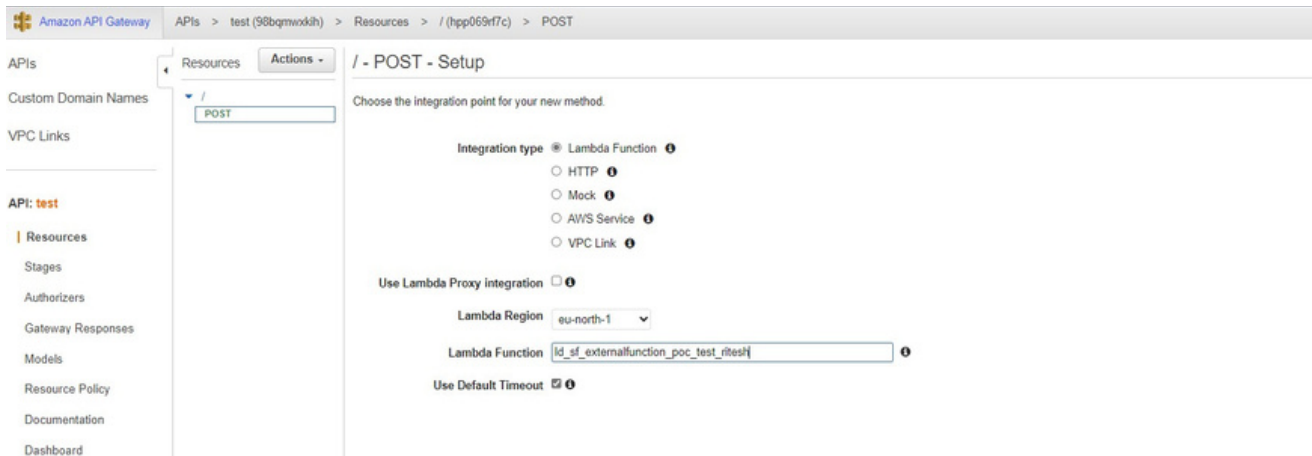 Amazon API Gateway APIs > test (98bqmwxkih) > Resources > / (hpp069rf7c) > POST
APIs
Custom Domain Names
VPC Links
API: test
Resources
Stages
Authorizers
Gateway Responses
Models
Resource Policy
Documentation
Dashboard
Resources Actions
/
POST
/ - POST - Setup
Choose the integration point for your new method.
Integration type Lambda Function
HTTP
Mock
AWS Service
VPC Link
Use Lambda Proxy integration
Lambda Region eu-north-1
Lambda Function ld_sf_externalfunction_poc_test_ritesh
Use Default Timeout